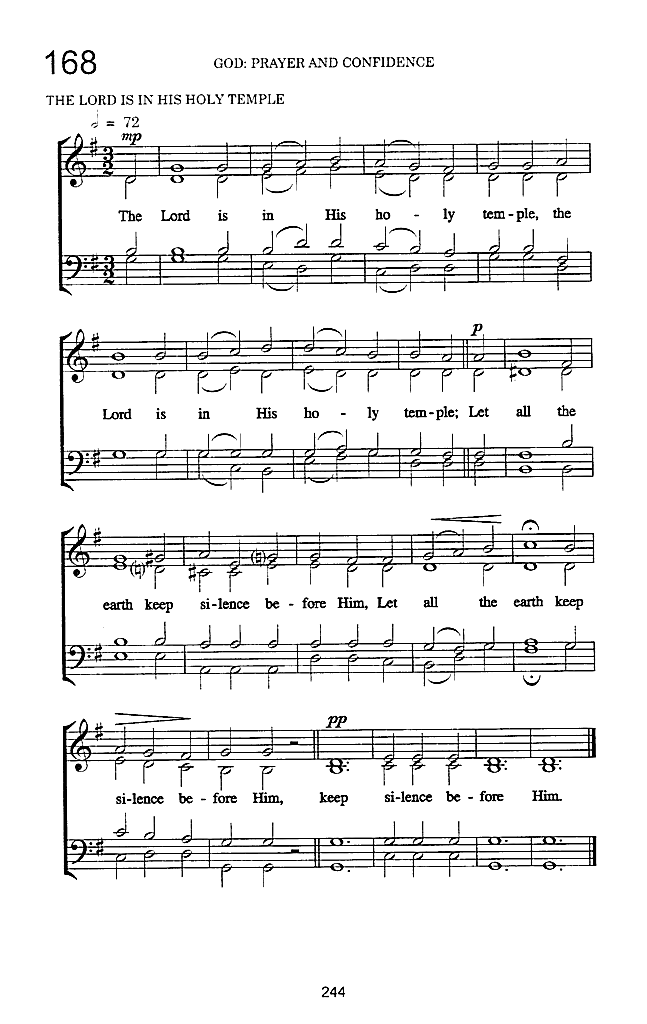 168
GOD: PRAYER AND CONFIDENCE
THE LORD IS IN HIS HOLY TEMPLE
𝅗𝅥 = 72
mp
The Lord is in His ho - ly tem - ple, the
p
Lord is in His ho - ly tem - ple; Let all the
earth keep si - lence be - fore Him, Let all the earth keep
pp
si - lence be - fore Him, keep si - lence be - fore Him.
244